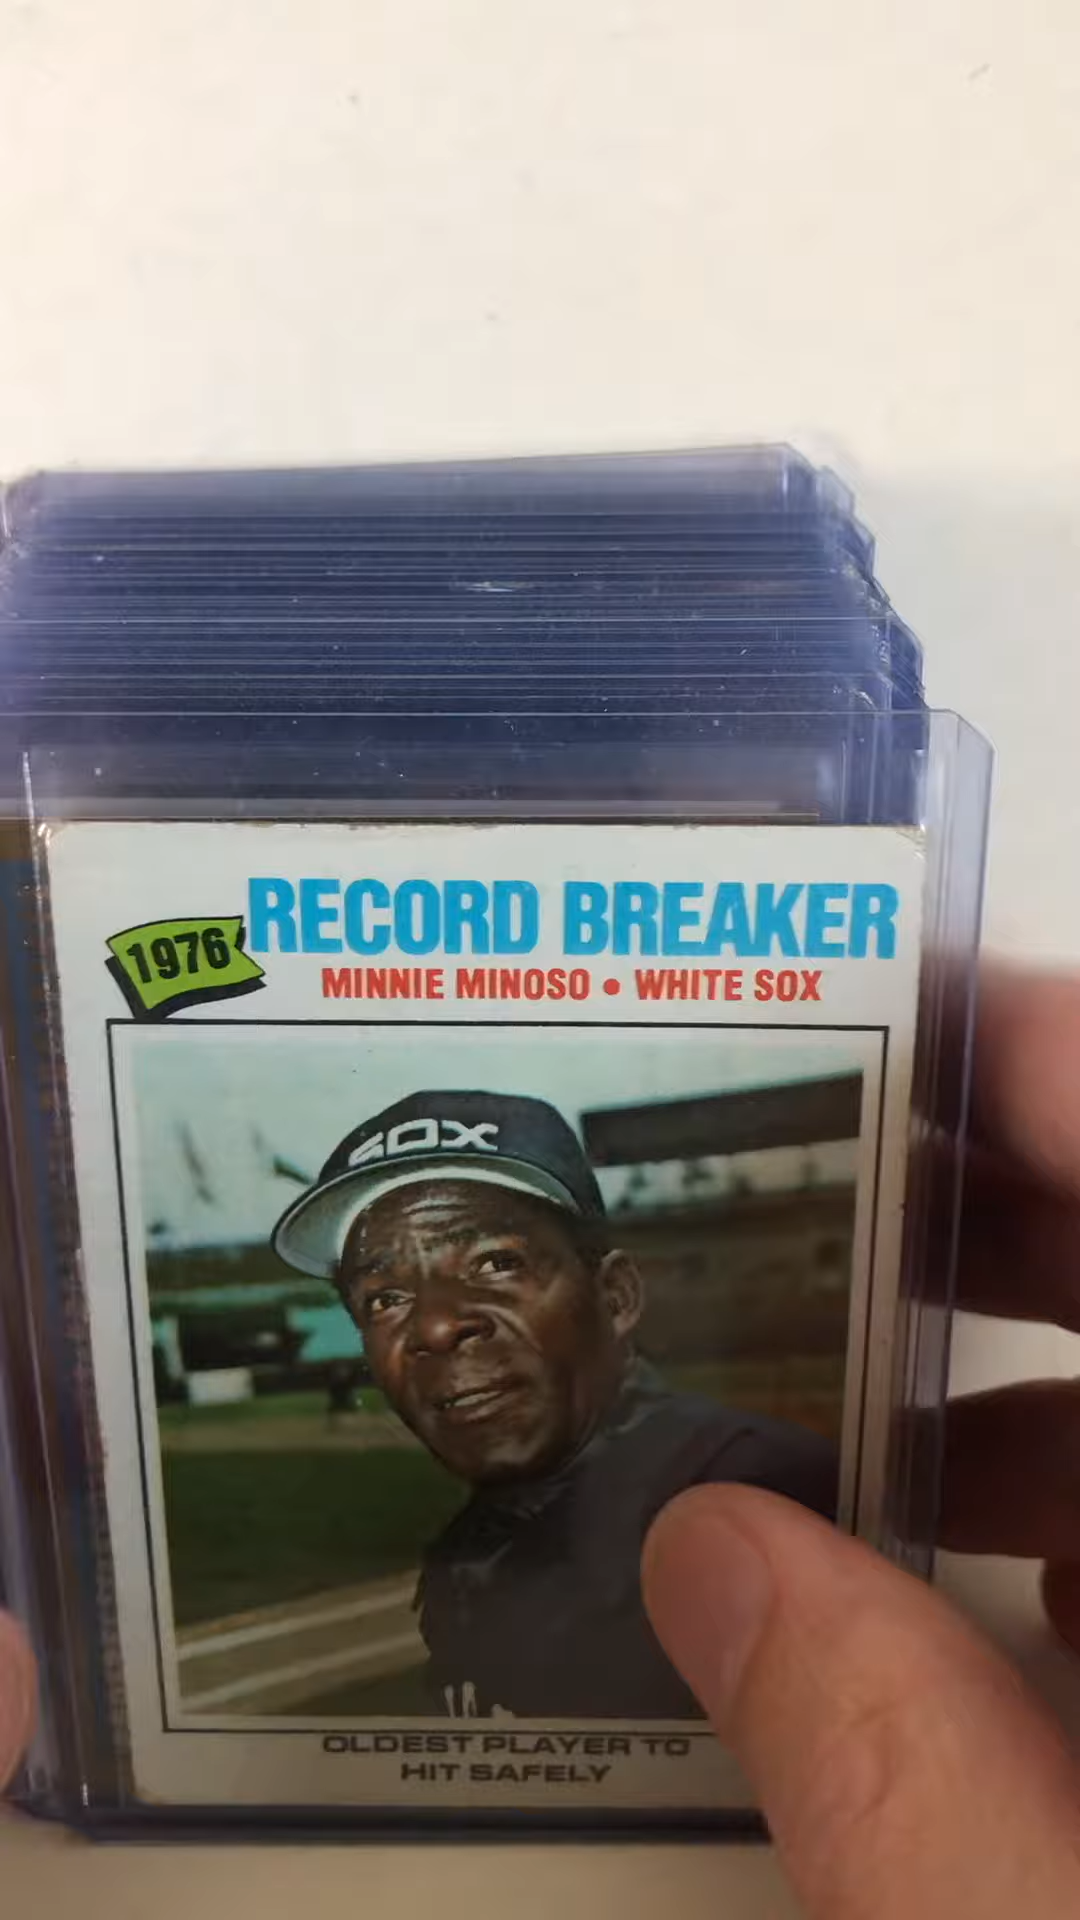 RECORD BREAKER
1976
MINNIE MINOSO • WHITE SOX
SOX
OLDEST PLAYER TO
HIT SAFELY